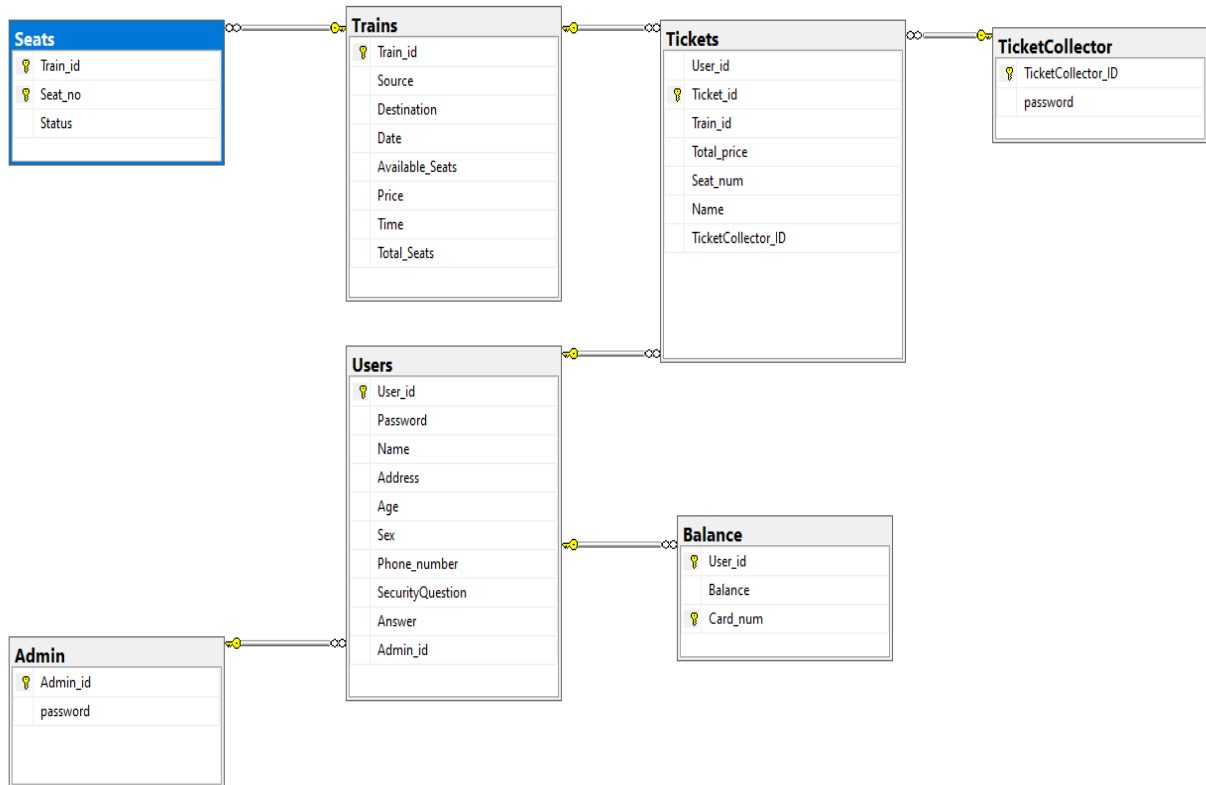 Seats
Train_id
Seat_no
Status
Trains
Train_id
Source
Destination
Date
Available_Seats
Price
Time
Total_Seats
Tickets
User_id
Ticket_id
Train_id
Total_price
Seat_num
Name
TicketCollector_ID
TicketCollector
TicketCollector_ID
password
Users
User_id
Password
Name
Address
Age
Sex
Phone_number
SecurityQuestion
Answer
Admin_id
Balance
User_id
Balance
Card_num
Admin
Admin_id
password